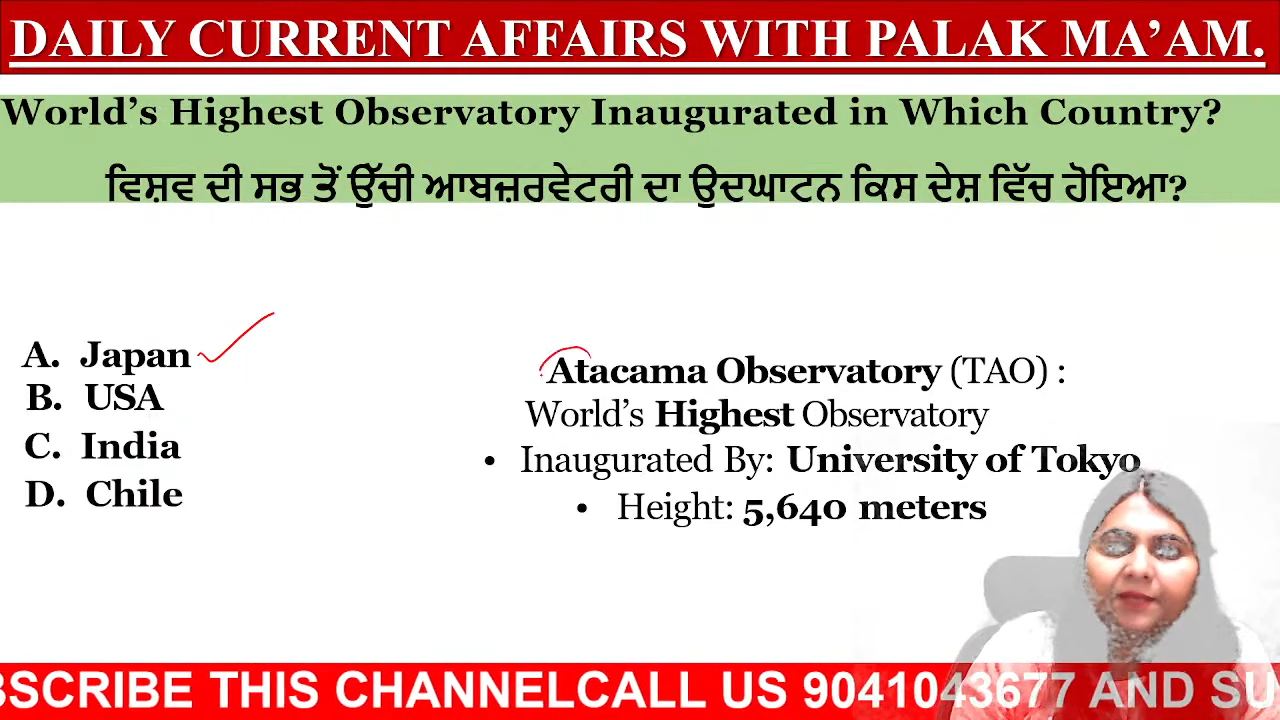 DAILY CURRENT AFFAIRS WITH PALAK MA’AM.
World’s Highest Observatory Inaugurated in Which Country?
ਵਿਸ਼ਵ ਦੀ ਸਭ ਤੋਂ ਉੱਚੀ ਆਬਜ਼ਰਵੇਟਰੀ ਦਾ ਉਦਘਾਟਨ ਕਿਸ ਦੇਸ਼ ਵਿੱਚ ਹੋਇਆ?
A. Japan
B. USA
C. India
D. Chile
Atacama Observatory (TAO) :
World’s Highest Observatory
• Inaugurated By: University of Tokyo
• Height: 5,640 meters
BSCRIBE THIS CHANNELCALL US 9041043677 AND SU